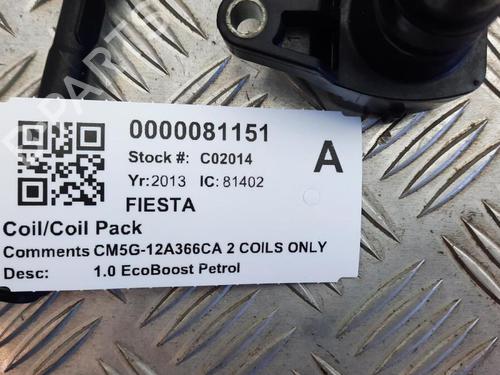 0000081151
Stock #: C02014
A
Yr:2013 IC: 81402
FIESTA
Coil/Coil Pack
Comments CM5G-12A366CA 2 COILS ONLY
Desc: 1.0 EcoBoost Petrol